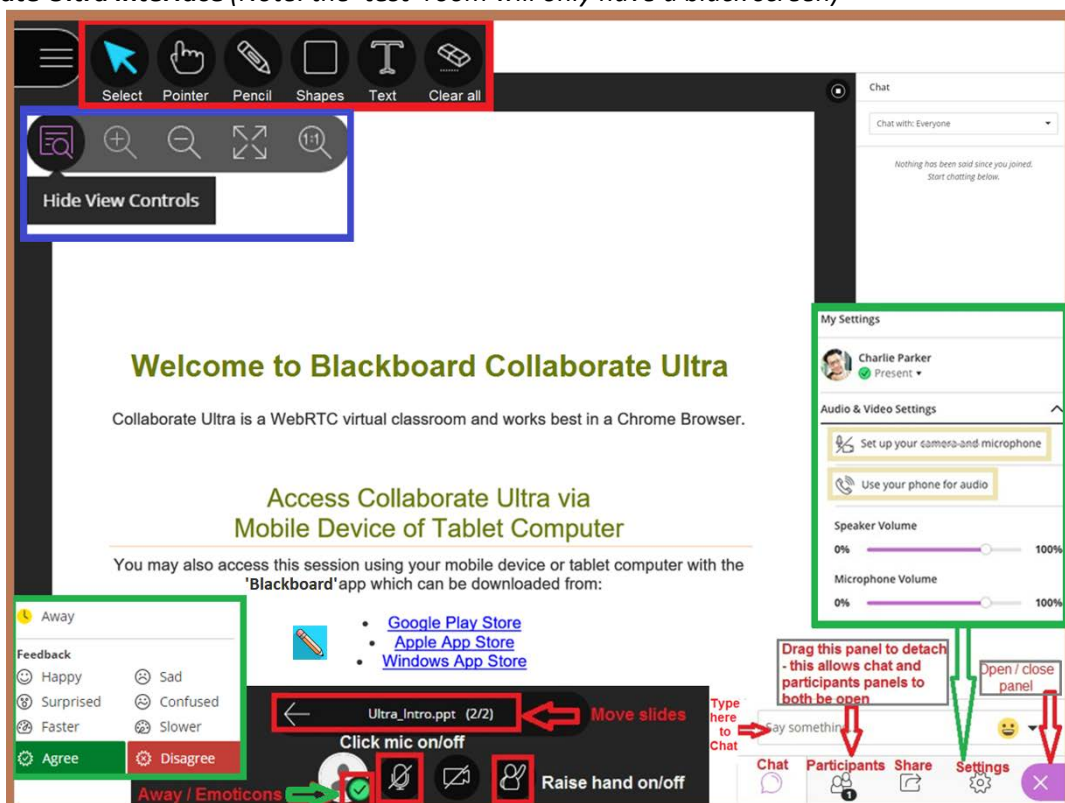 ate Ultra Interface (Note: the 'test' room will only have a black screen)
Select Pointer Pencil Shapes Text Clear all
1:1
Hide View Controls
Chat
Chat with: Everyone
Nothing has been said since you joined.
Start chatting below.
Welcome to Blackboard Collaborate Ultra
Collaborate Ultra is a WebRTC virtual classroom and works best in a Chrome Browser.
Access Collaborate Ultra via
Mobile Device of Tablet Computer
You may also access this session using your mobile device or tablet computer with the
'Blackboard' app which can be downloaded from:
• Google Play Store
• Apple App Store
• Windows App Store
My Settings
Charlie Parker
Present
Audio & Video Settings
Set up your camera and microphone
Use your phone for audio
Speaker Volume
0% 100%
Microphone Volume
0% 100%
Away
Feedback
Happy Sad
Surprised Confused
Faster Slower
Agree Disagree
Ultra_Intro.ppt (2/2)
Move slides
Click mic on/off
Away / Emoticons
Raise hand on/off
Drag this panel to detach
- this allows chat and
participants panels to
both be open
Open / close
panel
Type
here
to
Chat
Say something
Chat Participants Share Settings
1